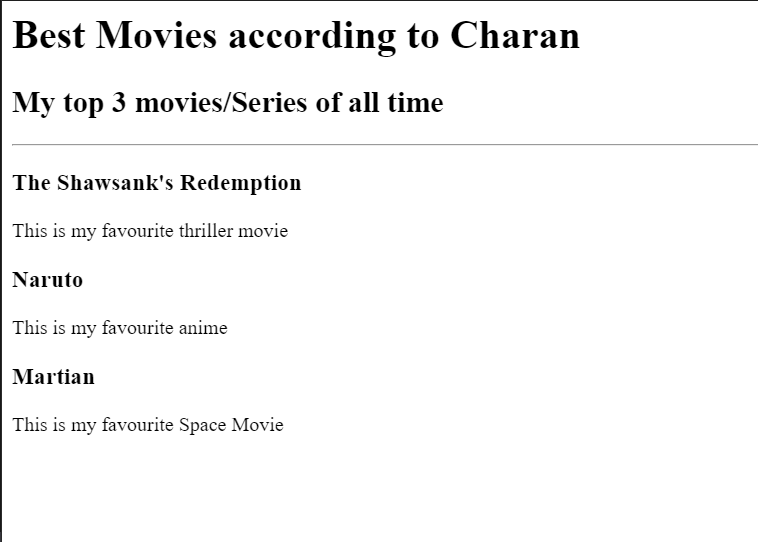 Best Movies according to Charan
My top 3 movies/Series of all time
The Shawsank's Redemption
This is my favourite thriller movie
Naruto
This is my favourite anime
Martian
This is my favourite Space Movie